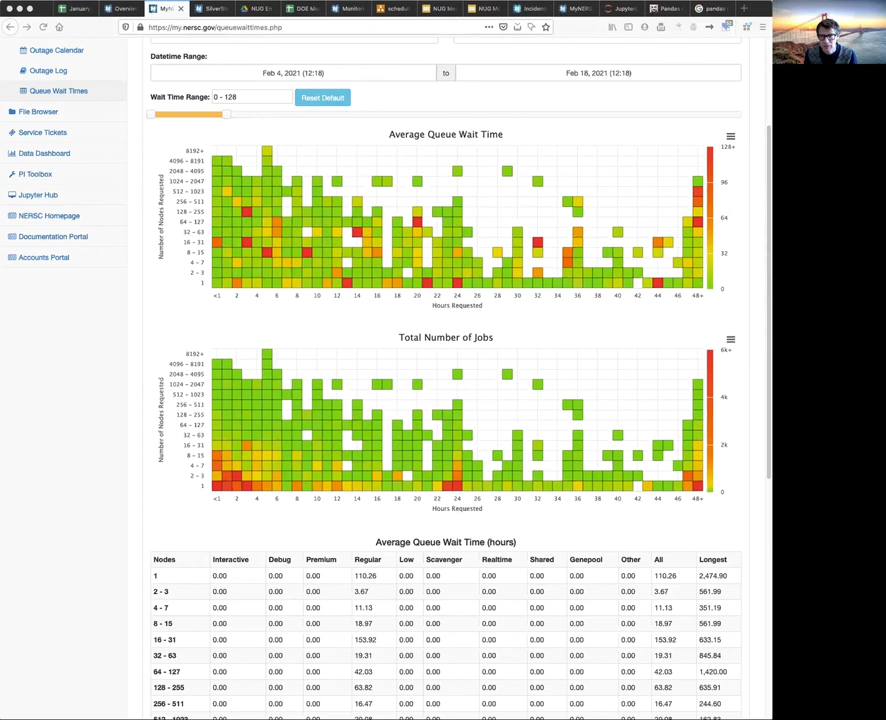 January
MyN
Overview
SilverBl
NUG En
DOE Mo
Monitor
schedul
NUG Me
NUG Mo
Incident
MyNER
Jupyter
Pandas
pandas
https://my.nersc.gov/queuewaittimes.php
Outage Calendar
Outage Log
Queue Wait Times
File Browser
Service Tickets
Data Dashboard
PI Toolbox
Jupyter Hub
NERSC Homepage
Documentation Portal
Accounts Portal
Datetime Range:
Feb 4, 2021 (12:18) to Feb 18, 2021 (12:18)
Wait Time Range: 0 - 128 Reset Default
Average Queue Wait Time
Number of Nodes Requested
8192+
4096 - 8191
2048 - 4095
1024 - 2047
512 - 1023
256 - 511
128 - 255
64 - 127
32 - 63
16 - 31
8 - 15
4 - 7
2 - 3
1
<1 2 4 6 8 10 12 14 16 18 20 22 24 26 28 30 32 34 36 38 40 42 44 46 48+
Hours Requested
128+
96
64
32
0
Total Number of Jobs
Number of Nodes Requested
8192+
4096 - 8191
2048 - 4095
1024 - 2047
512 - 1023
256 - 511
128 - 255
64 - 127
32 - 63
16 - 31
8 - 15
4 - 7
2 - 3
1
<1 2 4 6 8 10 12 14 16 18 20 22 24 26 28 30 32 34 36 38 40 42 44 46 48+
Hours Requested
6k+
4k
2k
0
Average Queue Wait Time (hours)
Nodes Interactive Debug Premium Regular Low Scavenger Realtime Shared Genepool Other All Longest
1 0.00 0.00 0.00 110.26 0.00 0.00 0.00 0.00 0.00 0.00 110.26 2,474.90
2 - 3 0.00 0.00 0.00 3.67 0.00 0.00 0.00 0.00 0.00 0.00 3.67 561.99
4 - 7 0.00 0.00 0.00 11.13 0.00 0.00 0.00 0.00 0.00 0.00 11.13 351.19
8 - 15 0.00 0.00 0.00 18.97 0.00 0.00 0.00 0.00 0.00 0.00 18.97 561.99
16 - 31 0.00 0.00 0.00 153.92 0.00 0.00 0.00 0.00 0.00 0.00 153.92 633.15
32 - 63 0.00 0.00 0.00 19.31 0.00 0.00 0.00 0.00 0.00 0.00 19.31 845.84
64 - 127 0.00 0.00 0.00 42.03 0.00 0.00 0.00 0.00 0.00 0.00 42.03 1,420.00
128 - 255 0.00 0.00 0.00 63.82 0.00 0.00 0.00 0.00 0.00 0.00 63.82 635.91
256 - 511 0.00 0.00 0.00 16.47 0.00 0.00 0.00 0.00 0.00 0.00 16.47 244.60